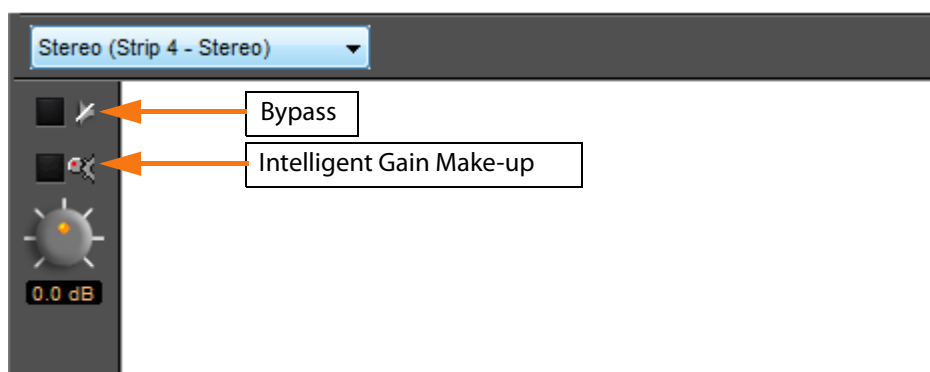 Stereo (Strip 4 - Stereo)
Bypass
Intelligent Gain Make-up
0.0 dB